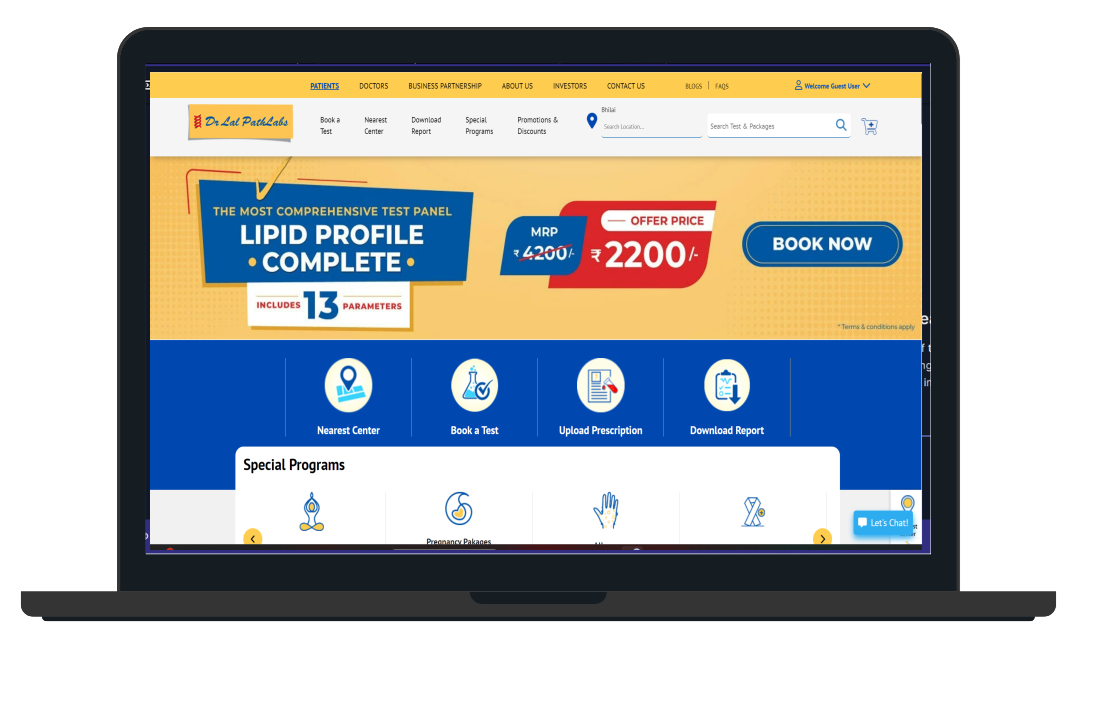 PATIENTS DOCTORS BUSINESS PARTNERSHIP ABOUT US INVESTORS CONTACT US BLOGS FAQS Welcome Guest User
Dr Lal PathLabs
Book a
Test
Nearest
Center
Download
Report
Special
Programs
Promotions &
Discounts
Bhilai
Search Location...
Search Test & Packages
THE MOST COMPREHENSIVE TEST PANEL
LIPID PROFILE
• COMPLETE •
INCLUDES 13 PARAMETERS
MRP
₹ 4200/-
OFFER PRICE
₹ 2200/-
BOOK NOW
* Terms & conditions apply
Nearest Center
Book a Test
Upload Prescription
Download Report
Special Programs
Pregnancy Pakages
Let's Chat!